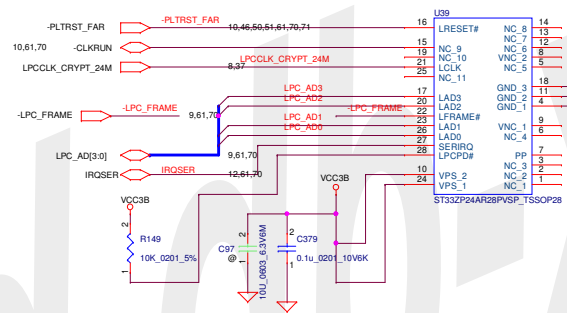 U39
-PLTRST_FAR -PLTRST_FAR 10,46,50,51,61,70,71 16 LRESET# NC_8 14
NC_7 13
10,61,70 -CLKRUN 15 NC_9 NC_6 12
19 NC_10 VNC_2 8
LPCCLK_CRYPT_24M 8,37 21 LCLK NC_5 5
25 NC_11
GND_3 18
LPC_AD3 17 LAD3 GND_2 11
LPC_AD2 20 LAD2 GND_1 4
-LPC_FRAME -LPC_FRAME 9,61,70 -LPC_FRAME 22 LFRAME#
LPC_AD1 23 LAD1 VNC_1 9
LPC_AD0 26 LAD0 NC_4 6
27 SERIRQ
LPC_AD[3:0] 9,61,70 28 LPCPD# PP 7
NC_3 3
IRQSER IRQSER 12,61,70 10 VPS_2 NC_2 2
24 VPS_1 NC_1 1
VCC3B VCC3B ST33ZP24AR28PVSP_TSSOP28
2 R149 1
10K_0201_5%
2 C97 1
@
10U_0603_6.3V6M
2 C379 1
0.1u_0201_10V6K